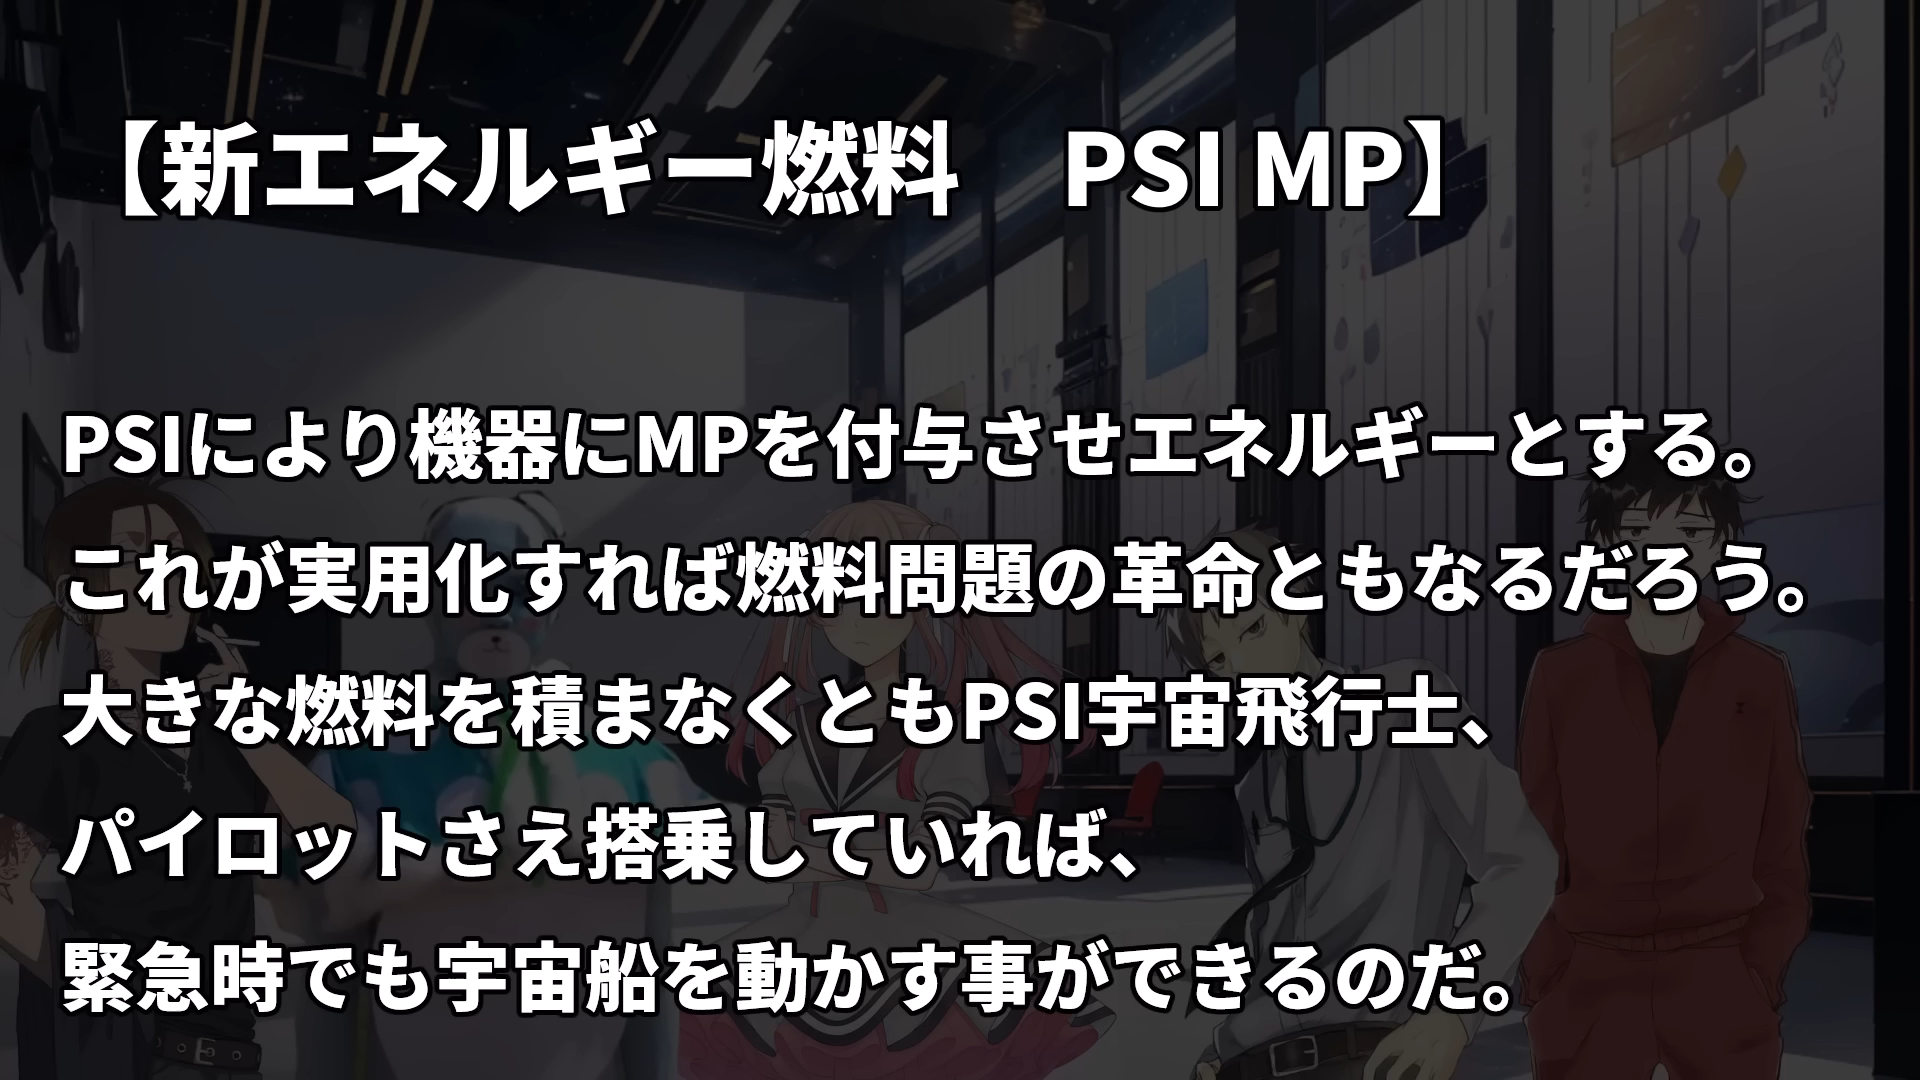 【新エネルギー燃料　PSI MP】
PSIにより機器にMPを付与させエネルギーとする。
これが実用化すれば燃料問題の革命ともなるだろう。
大きな燃料を積まなくともPSI宇宙飛行士、
パイロットさえ搭乗していれば、
緊急時でも宇宙船を動かす事ができるのだ。